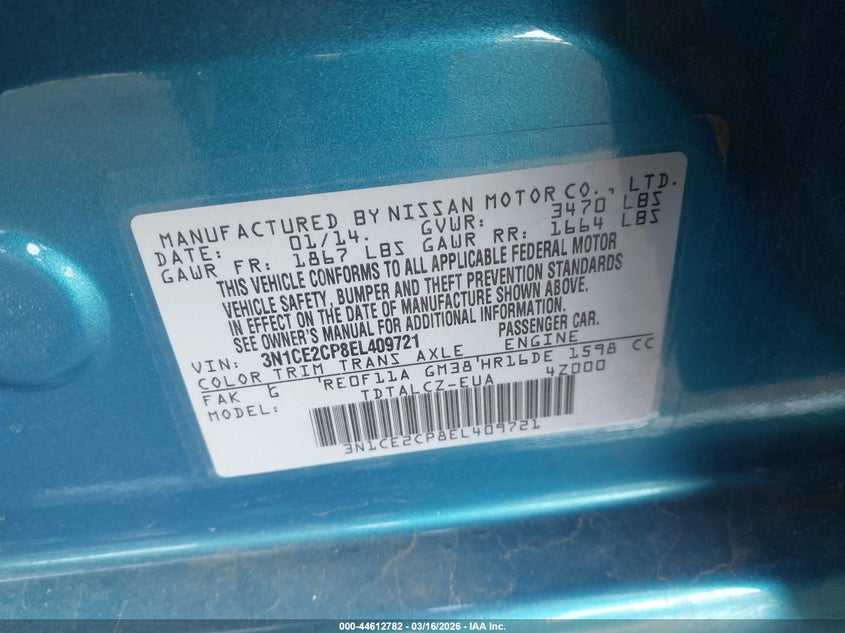 MANUFACTURED BY NISSAN MOTOR CO., LTD.
DATE: 01/14. GVWR: 3470 LBS
GAWR FR: 1867 LBS GAWR RR: 1664 LBS
THIS VEHICLE CONFORMS TO ALL APPLICABLE FEDERAL MOTOR
VEHICLE SAFETY, BUMPER AND THEFT PREVENTION STANDARDS
IN EFFECT ON THE DATE OF MANUFACTURE SHOWN ABOVE.
SEE OWNER'S MANUAL FOR ADDITIONAL INFORMATION.
VIN: 3N1CE2CP8EL409721 PASSENGER CAR.
COLOR TRIM TRANS AXLE ENGINE
FAK G 'RE0F11A GM38'HR16DE 1598 CC
MODEL: TDTALCZ-EUA 4Z000
3N1CE2CP8EL409721
000-44612782 - 03/16/2026 - IAA Inc.